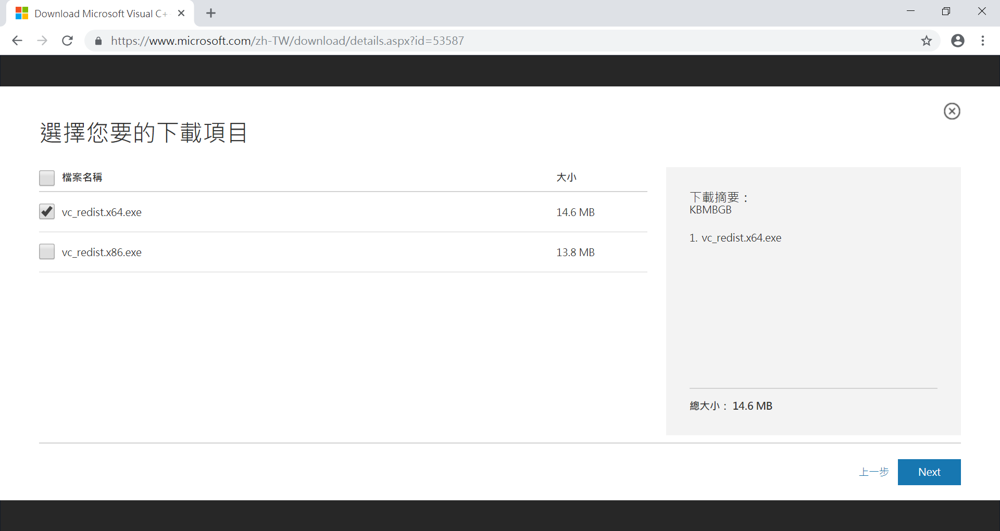 Download Microsoft Visual C+
https://www.microsoft.com/zh-TW/download/details.aspx?id=53587
選擇您要的下載項目
檔案名稱 大小
vc_redist.x64.exe 14.6 MB
vc_redist.x86.exe 13.8 MB
下載摘要：
KBMBGB
1. vc_redist.x64.exe
總大小： 14.6 MB
上一步 Next